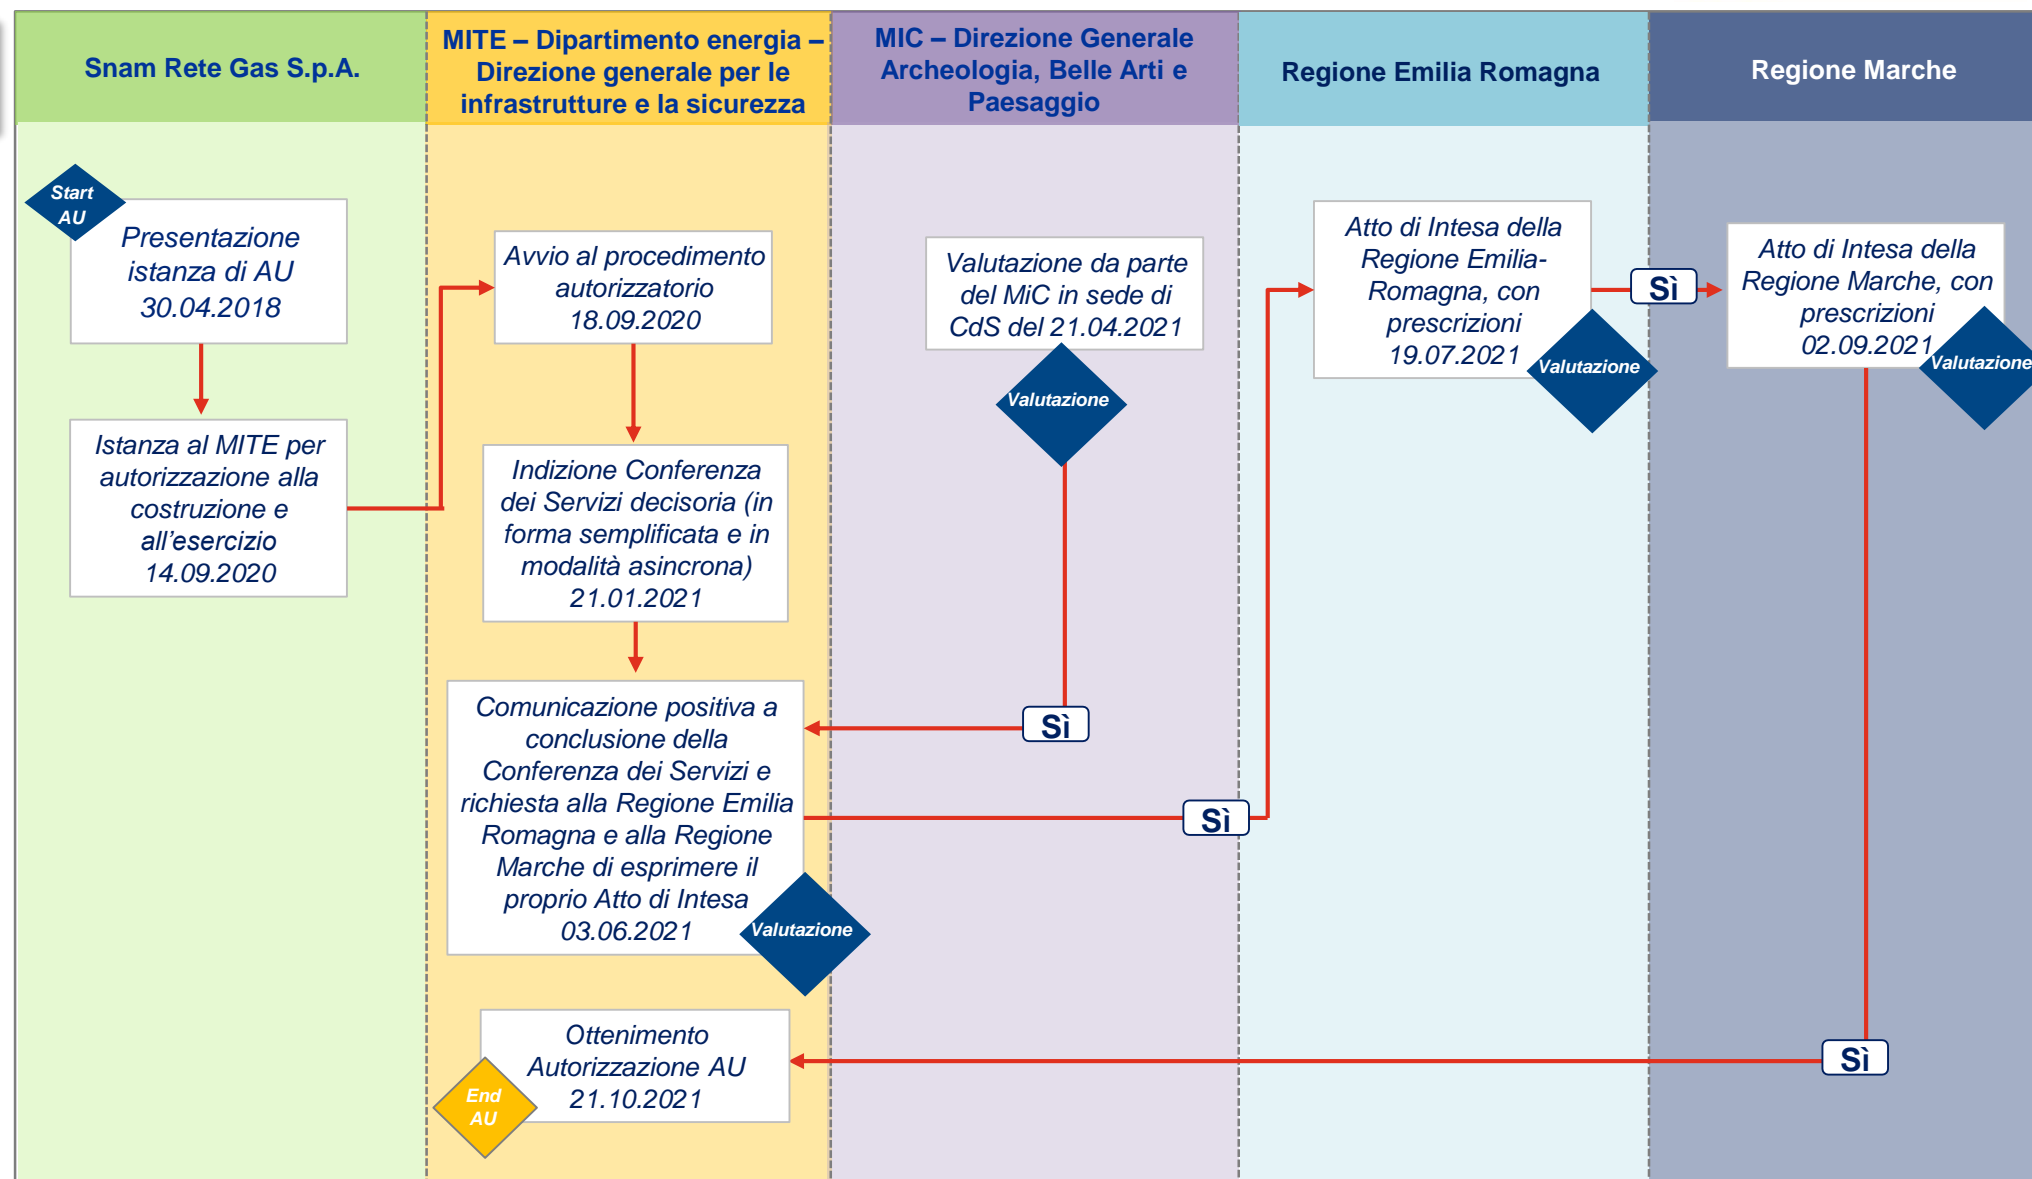 Snam Rete Gas S.p.A.
MITE – Dipartimento energia –
Direzione generale per le
infrastrutture e la sicurezza
MIC – Direzione Generale
Archeologia, Belle Arti e
Paesaggio
Regione Emilia Romagna
Regione Marche
Start
AU
Presentazione
istanza di AU
30.04.2018
Istanza al MITE per
autorizzazione alla
costruzione e
all'esercizio
14.09.2020
Avvio al procedimento
autorizzatorio
18.09.2020
Indizione Conferenza
dei Servizi decisoria (in
forma semplificata e in
modalità asincrona)
21.01.2021
Comunicazione positiva a
conclusione della
Conferenza dei Servizi e
richiesta alla Regione Emilia
Romagna e alla Regione
Marche di esprimere il
proprio Atto di Intesa
03.06.2021
Valutazione
Ottenimento
Autorizzazione AU
21.10.2021
End
AU
Valutazione da parte
del MiC in sede di
CdS del 21.04.2021
Valutazione
Sì
Sì
Atto di Intesa della
Regione Emilia-
Romagna, con
prescrizioni
19.07.2021
Valutazione
Sì
Atto di Intesa della
Regione Marche, con
prescrizioni
02.09.2021
Valutazione
Sì